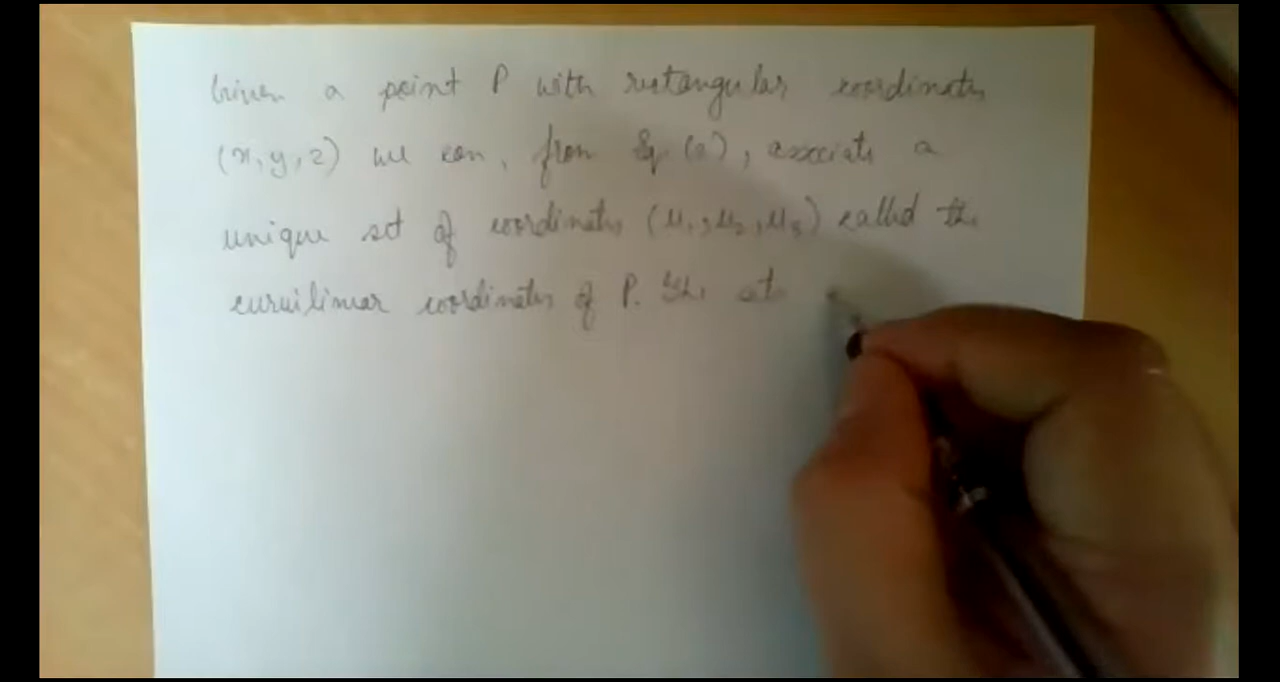 Given a point P with rectangular coordinates
(x, y, z) we can, from Eq. (2), associate a
unique set of coordinates (u₁, u₂, u₃) called the
curvilinear coordinates of P. The